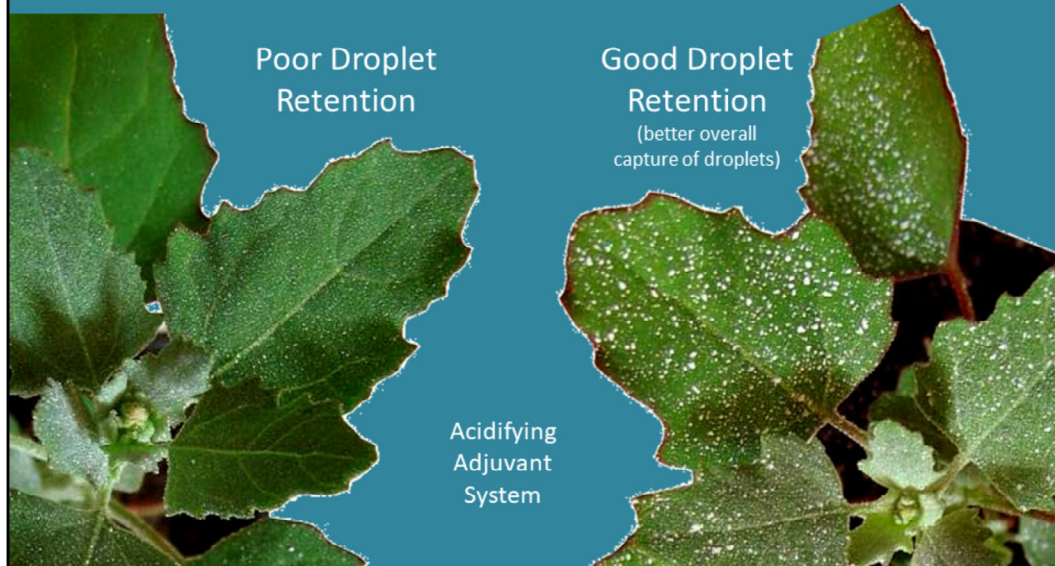 Poor Droplet
Retention
Good Droplet
Retention
(better overall
capture of droplets)
Acidifying
Adjuvant
System